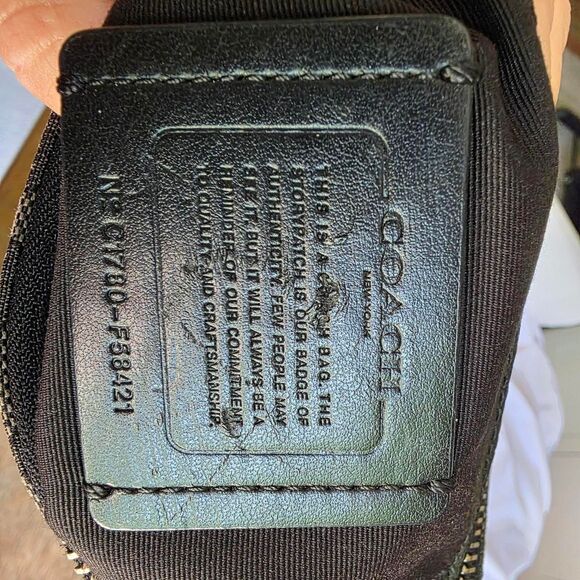 COACH
NEW YORK
THIS IS A COACH BAG. THE
STORYPATCH IS OUR BADGE OF
AUTHENTICITY. FEW PEOPLE MAY
SEE IT, BUT IT WILL ALWAYS BE A
REMINDER OF OUR COMMITMENT
TO QUALITY AND CRAFTSMANSHIP.
Nº G1780-F58421